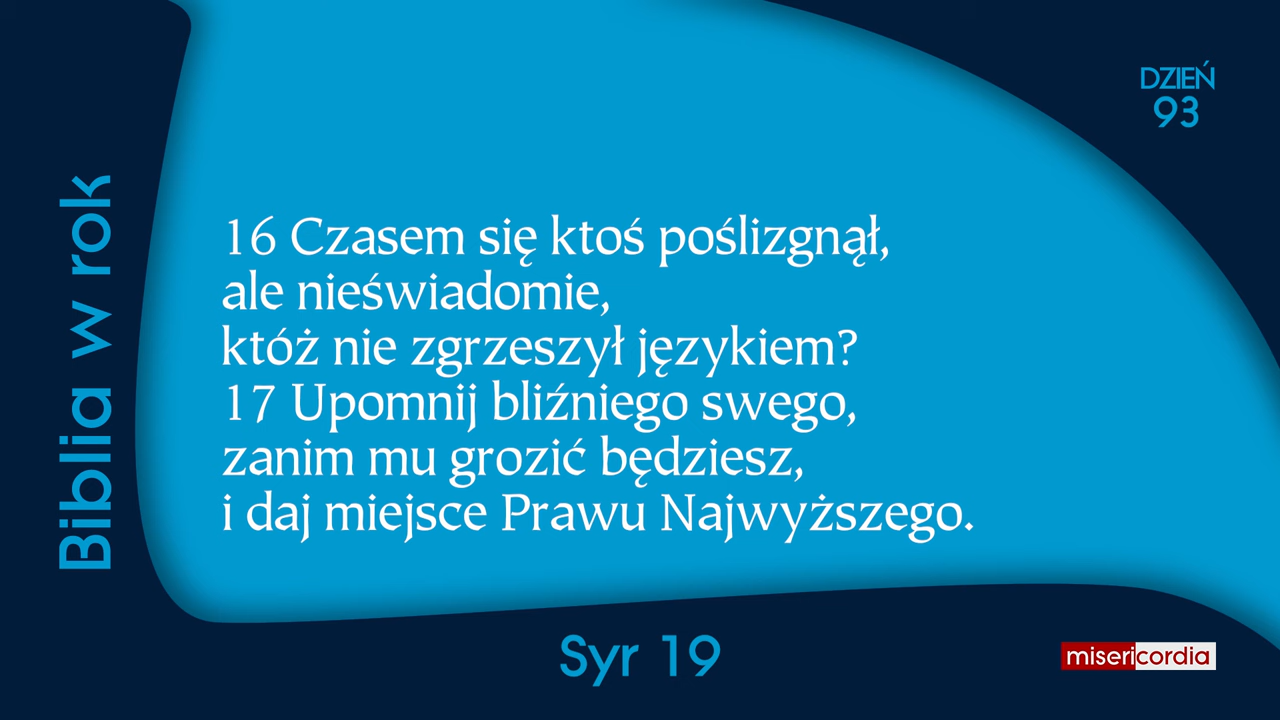 DZIEŃ
93
Biblia w rok
16 Czasem się ktoś poślizgnął,
ale nieświadomie,
któż nie zgrzeszył językiem?
17 Upomnij bliźniego swego,
zanim mu grozić będziesz,
i daj miejsce Prawu Najwyższego.
Syr 19
misericordia